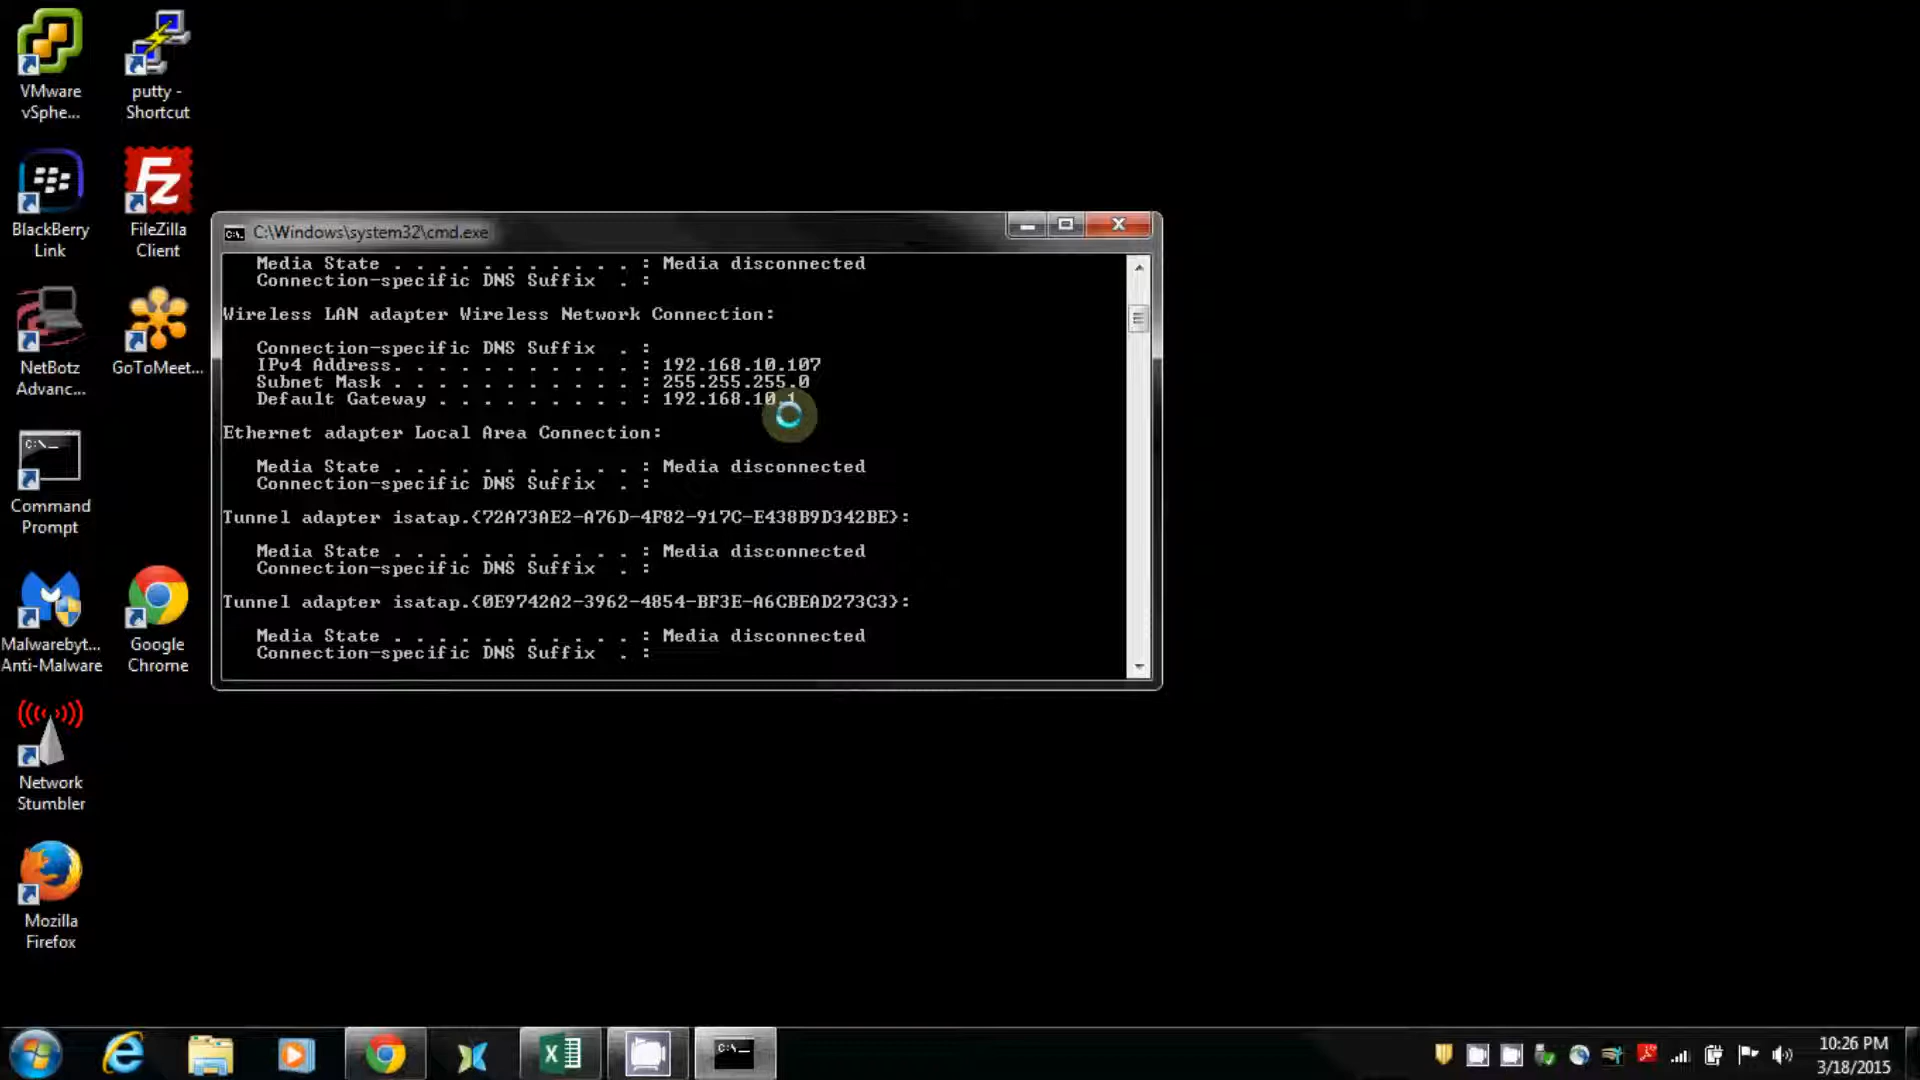 VMware
vSphe...
putty -
Shortcut
BlackBerry
Link
FileZilla
Client
NetBotz
Advanc...
GoToMeet...
Command
Prompt
Malwarebyt...
Anti-Malware
Google
Chrome
Network
Stumbler
Mozilla
Firefox
C:\Windows\system32\cmd.exe
Media State . . . . . . . . . . . : Media disconnected
Connection-specific DNS Suffix  . :
Wireless LAN adapter Wireless Network Connection:
Connection-specific DNS Suffix  . :
IPv4 Address. . . . . . . . . . . : 192.168.10.107
Subnet Mask . . . . . . . . . . . : 255.255.255.0
Default Gateway . . . . . . . . . : 192.168.10.1
Ethernet adapter Local Area Connection:
Media State . . . . . . . . . . . : Media disconnected
Connection-specific DNS Suffix  . :
Tunnel adapter isatap.{72A73AE2-A76D-4F82-917C-E438B9D342BE}:
Media State . . . . . . . . . . . : Media disconnected
Connection-specific DNS Suffix  . :
Tunnel adapter isatap.{0E9742A2-3962-4854-BF3E-A6CBEAD273C3}:
Media State . . . . . . . . . . . : Media disconnected
Connection-specific DNS Suffix  . :
10:26 PM
3/18/2015